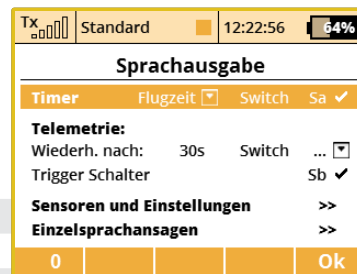 Tx Standard 12:22:56 64%
Sprachausgabe
Timer Flugzeit Switch Sa ✔
Telemetrie:
Wiederh. nach: 30s Switch ...
Trigger Schalter Sb ✔
Sensoren und Einstellungen >>
Einzelsprachansagen >>
0 Ok